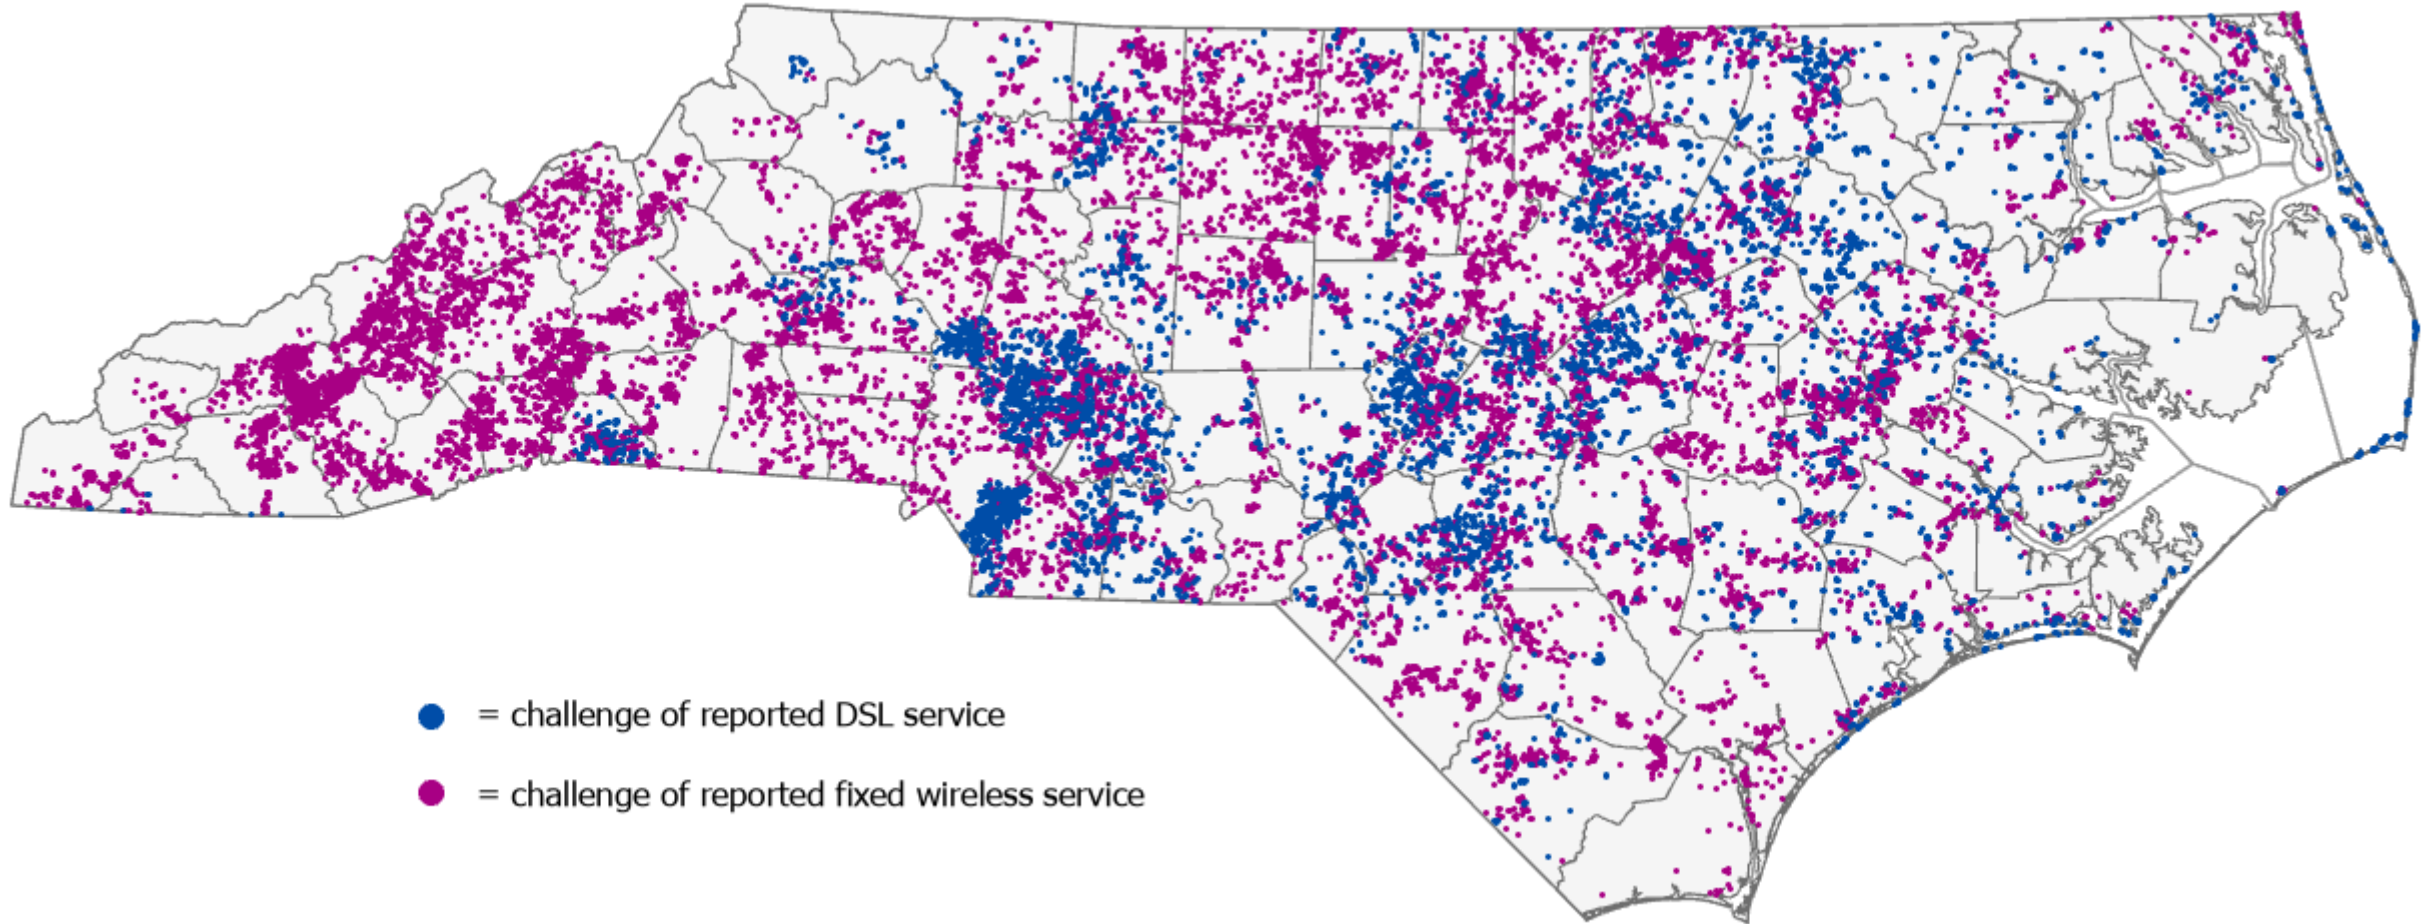 = challenge of reported DSL service
= challenge of reported fixed wireless service